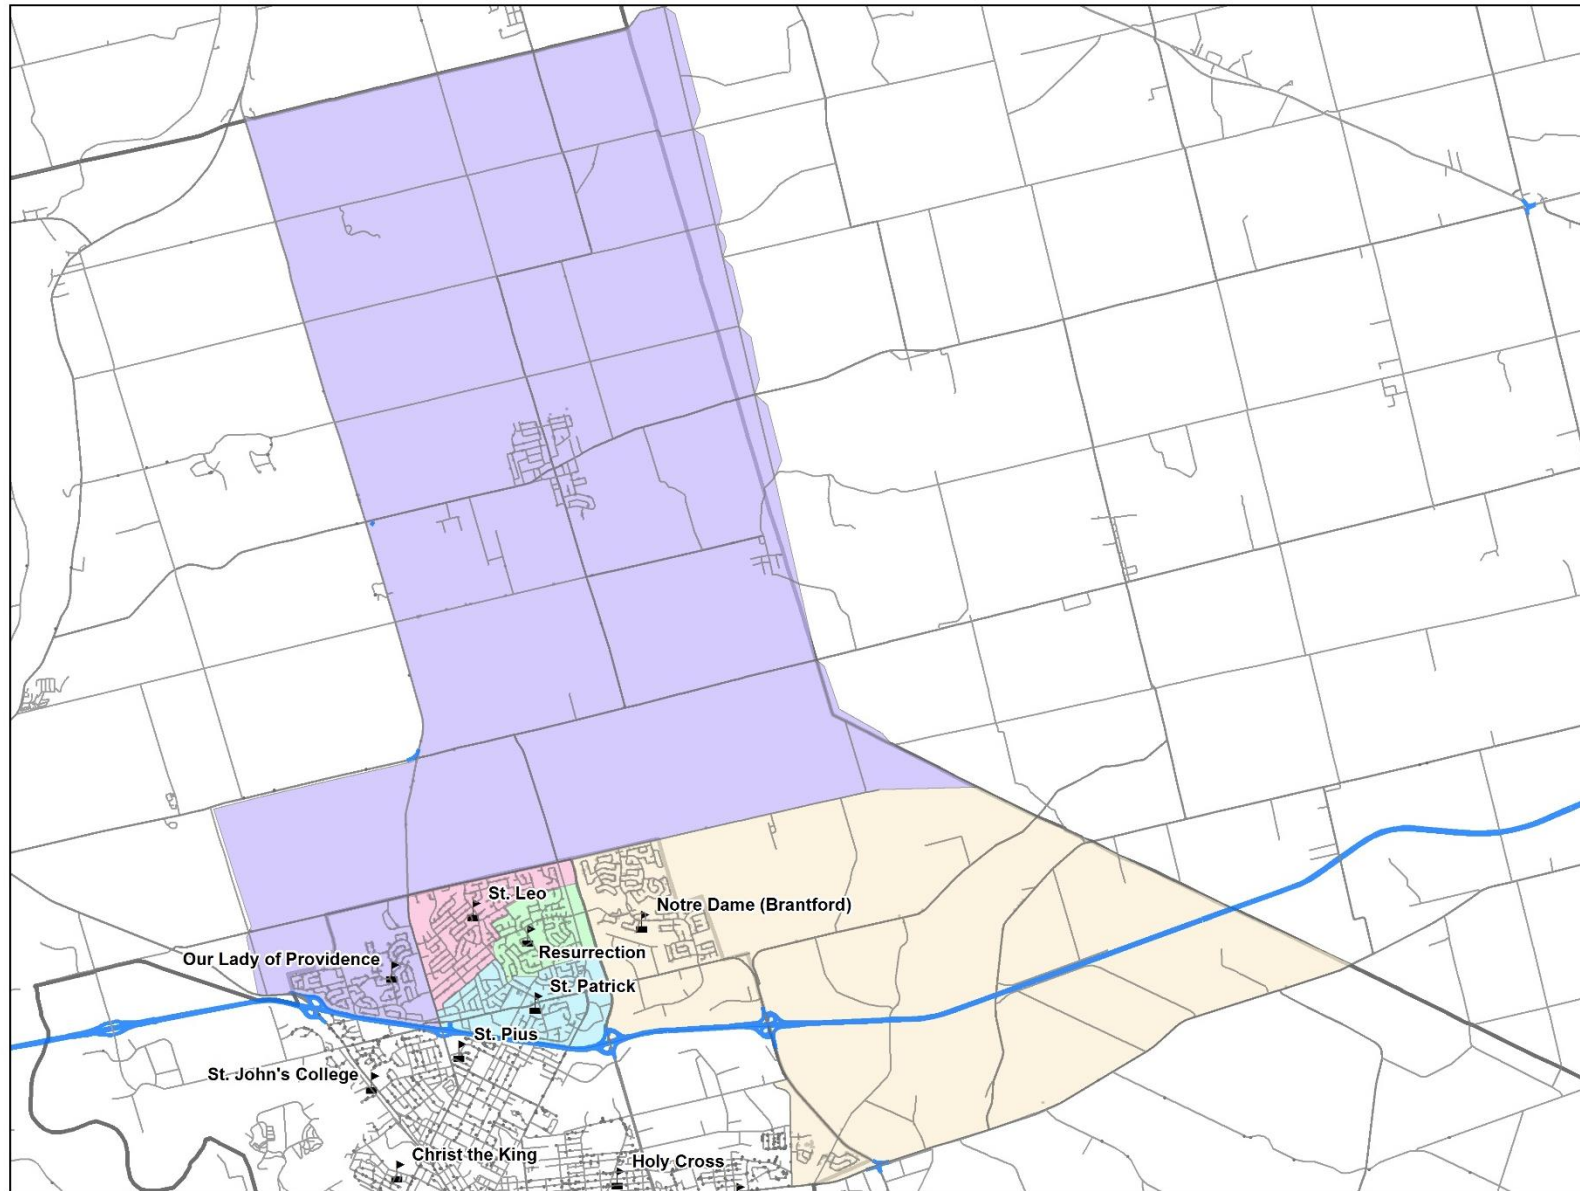 St. Leo
Notre Dame (Brantford)
Resurrection
Our Lady of Providence
St. Patrick
St. Pius
St. John's College
Christ the King
Holy Cross